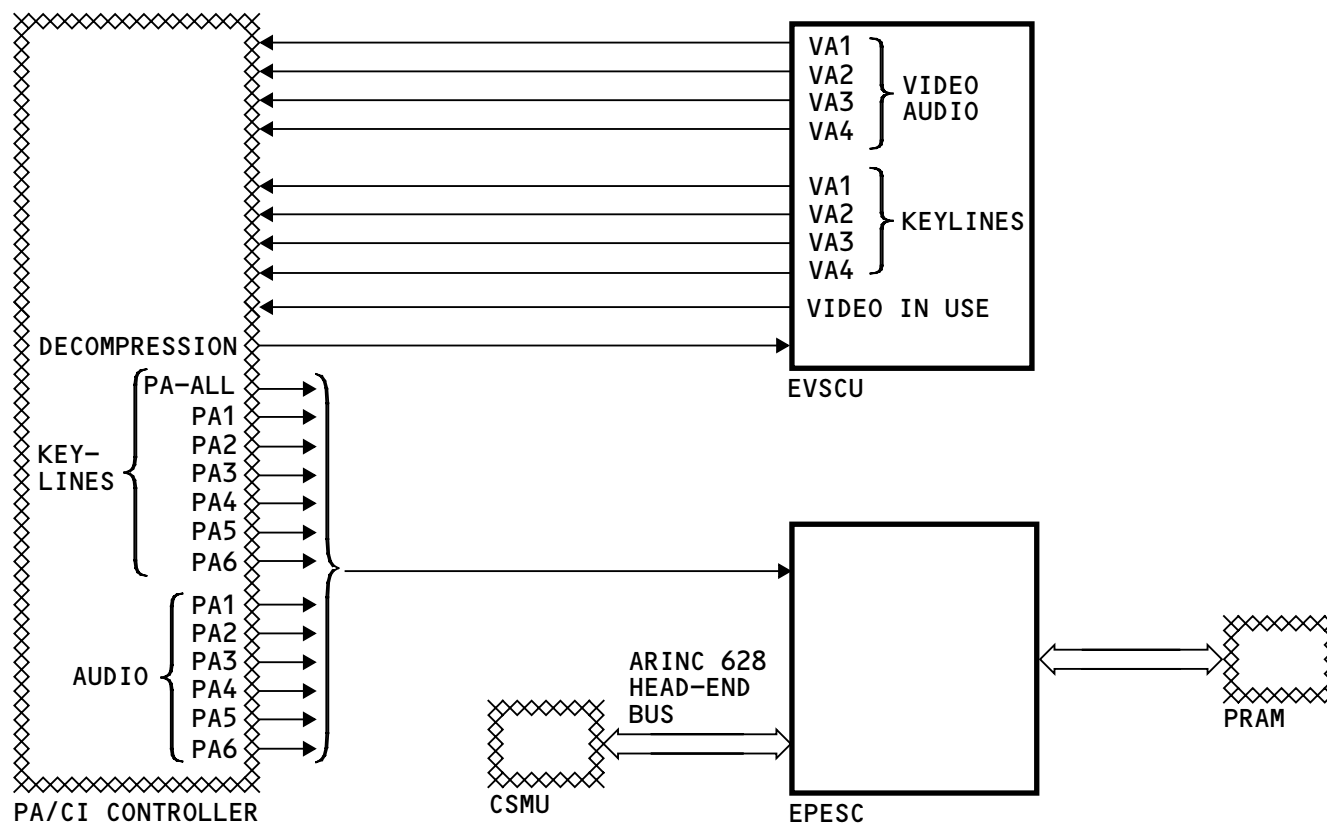 VA1
VA2
VA3
VA4
VIDEO
AUDIO
VA1
VA2
VA3
VA4
KEYLINES
VIDEO IN USE
EVSCU
DECOMPRESSION
PA-ALL
PA1
PA2
PA3
PA4
PA5
PA6
KEY-
LINES
PA1
PA2
PA3
PA4
PA5
PA6
AUDIO
PA/CI CONTROLLER
ARINC 628
HEAD-END
BUS
CSMU
EPESC
PRAM